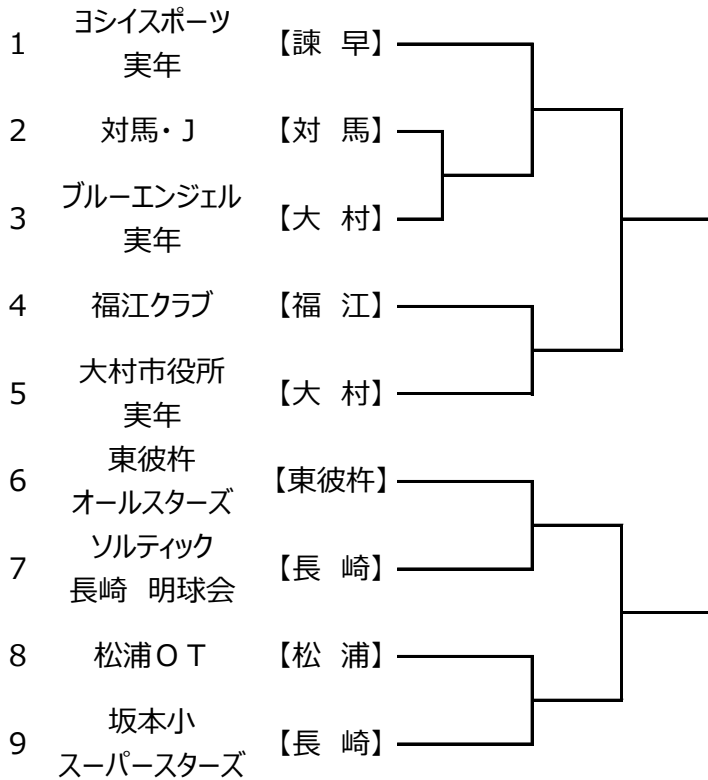 1 ヨシイスポーツ
実年 【諫 早】
2 対馬・J 【対 馬】
3 ブルーエンジェル
実年 【大 村】
4 福江クラブ 【福 江】
5 大村市役所
実年 【大 村】
6 東彼杵
オールスターズ 【東彼杵】
7 ソルティック
長崎 明球会 【長 崎】
8 松浦OT 【松 浦】
9 坂本小
スーパースターズ 【長 崎】